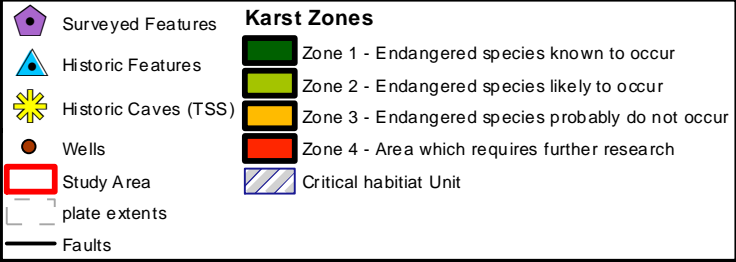 Surveyed Features
Historic Features
Historic Caves (TSS)
Wells
Study Area
plate extents
Faults
Karst Zones
Zone 1 - Endangered species known to occur
Zone 2 - Endangered species likely to occur
Zone 3 - Endangered species probably do not occur
Zone 4 - Area which requires further research
Critical habitiat Unit